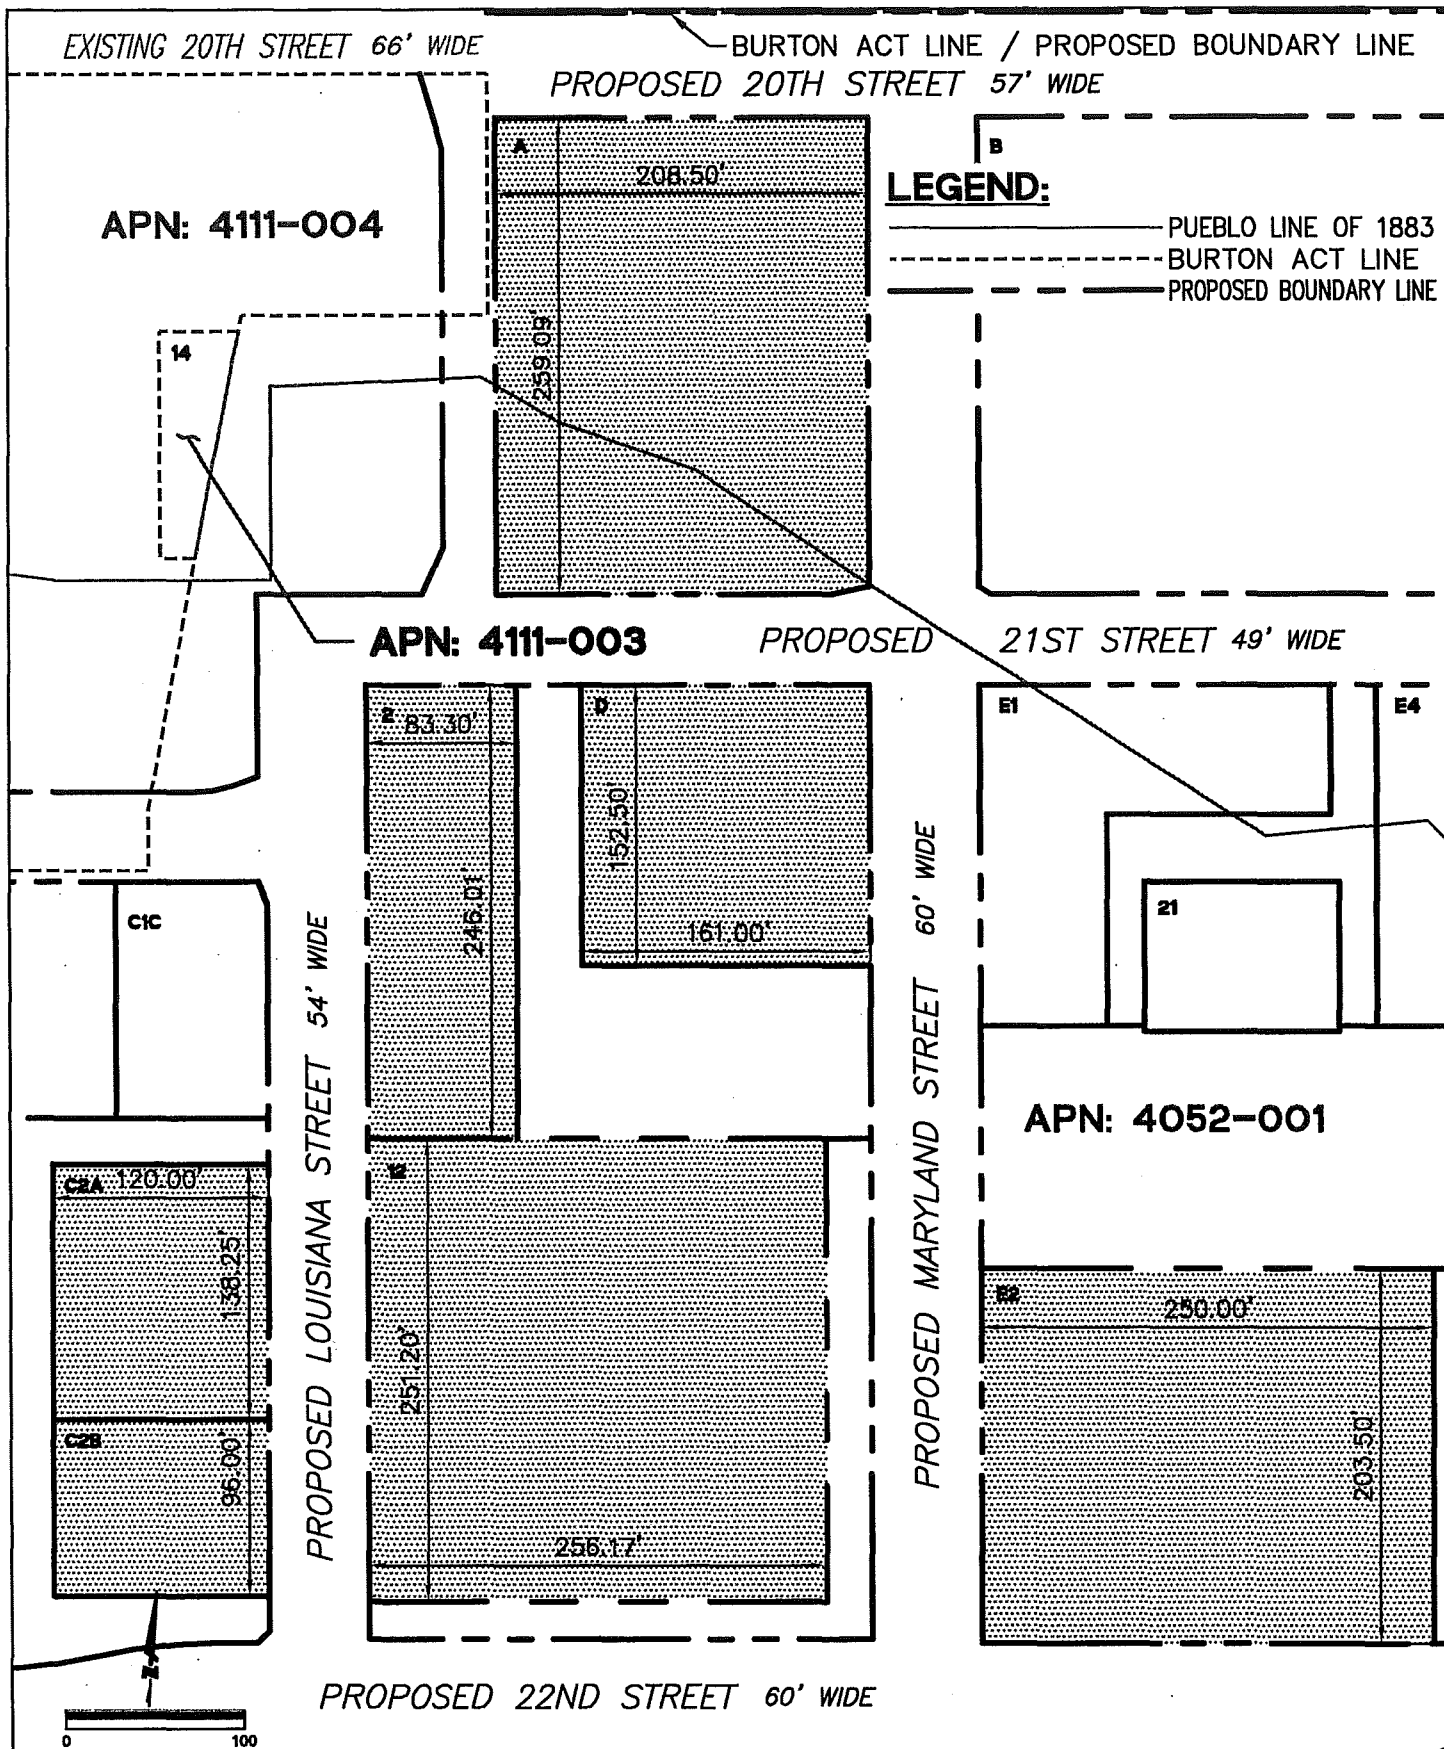 EXISTING 20TH STREET 66' WIDE
BURTON ACT LINE / PROPOSED BOUNDARY LINE
PROPOSED 20TH STREET 57' WIDE
A
B
208.50'
LEGEND:
APN: 4111-004
PUEBLO LINE OF 1883
BURTON ACT LINE
PROPOSED BOUNDARY LINE
259.09'
14
APN: 4111-003
PROPOSED 21ST STREET 49' WIDE
2
83.30'
D
E1
E4
152.50'
246.01'
161.00'
21
C1C
PROPOSED LOUISIANA STREET 54' WIDE
PROPOSED MARYLAND STREET 60' WIDE
APN: 4052-001
C2A
120.00'
12
138.25'
E2
250.00'
251.20'
203.50'
C2B
96.00'
256.17'
N
PROPOSED 22ND STREET 60' WIDE
0 100